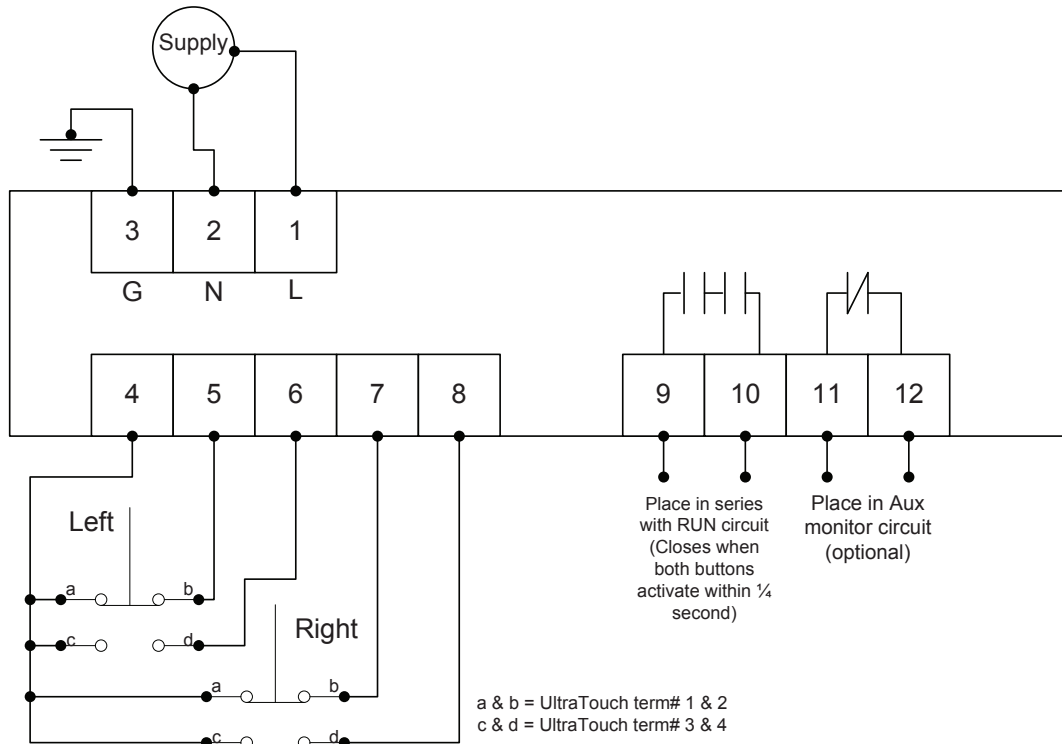 Supply
3 2 1
G N L
4 5 6 7 8
9 10 11 12
Left
a b
c d
Right
a b
c d
Place in series
with RUN circuit
(Closes when
both buttons
activate within ¼
second)
Place in Aux
monitor circuit
(optional)
a & b = UltraTouch term# 1 & 2
c & d = UltraTouch term# 3 & 4